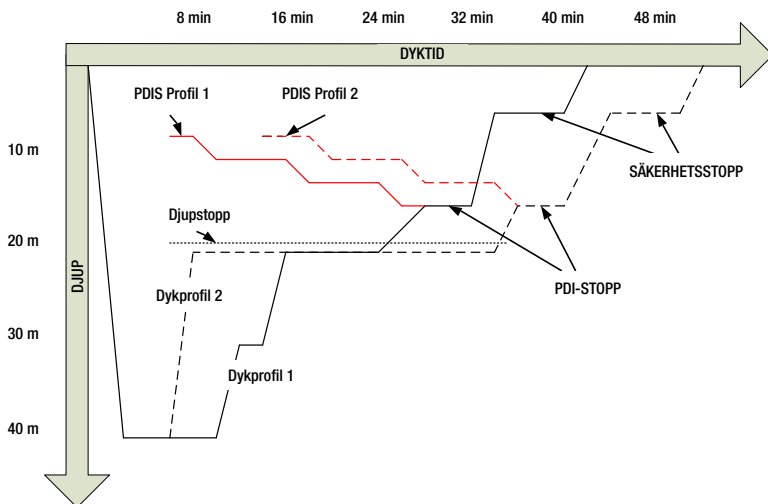 8 min 16 min 24 min 32 min 40 min 48 min
DYKTID
PDIS Profil 1 PDIS Profil 2
10 m
SÄKERHETSSTOPP
Djupstopp
20 m
DJUP
PDI-STOPP
Dykprofil 2
30 m
Dykprofil 1
40 m